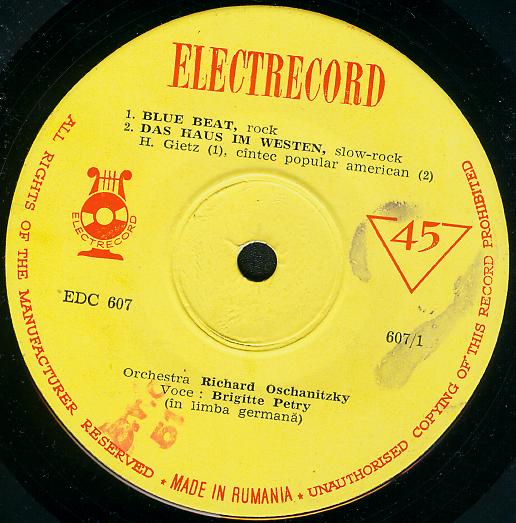 ELECTRECORD
1. BLUE BEAT, rock
2. DAS HAUS IM WESTEN, slow-rock
H. Gietz (1), cîntec popular american (2)
ELECTRECORD
45
EDC 607
607/1
Orchestra Richard Oschanitzky
Voce : Brigitte Petry
(în limba germană)
ALL RIGHTS OF THE MANUFACTURER RESERVED ★ MADE IN RUMANIA ★ UNAUTHORISED COPYING OF THIS RECORD PROHIBITED